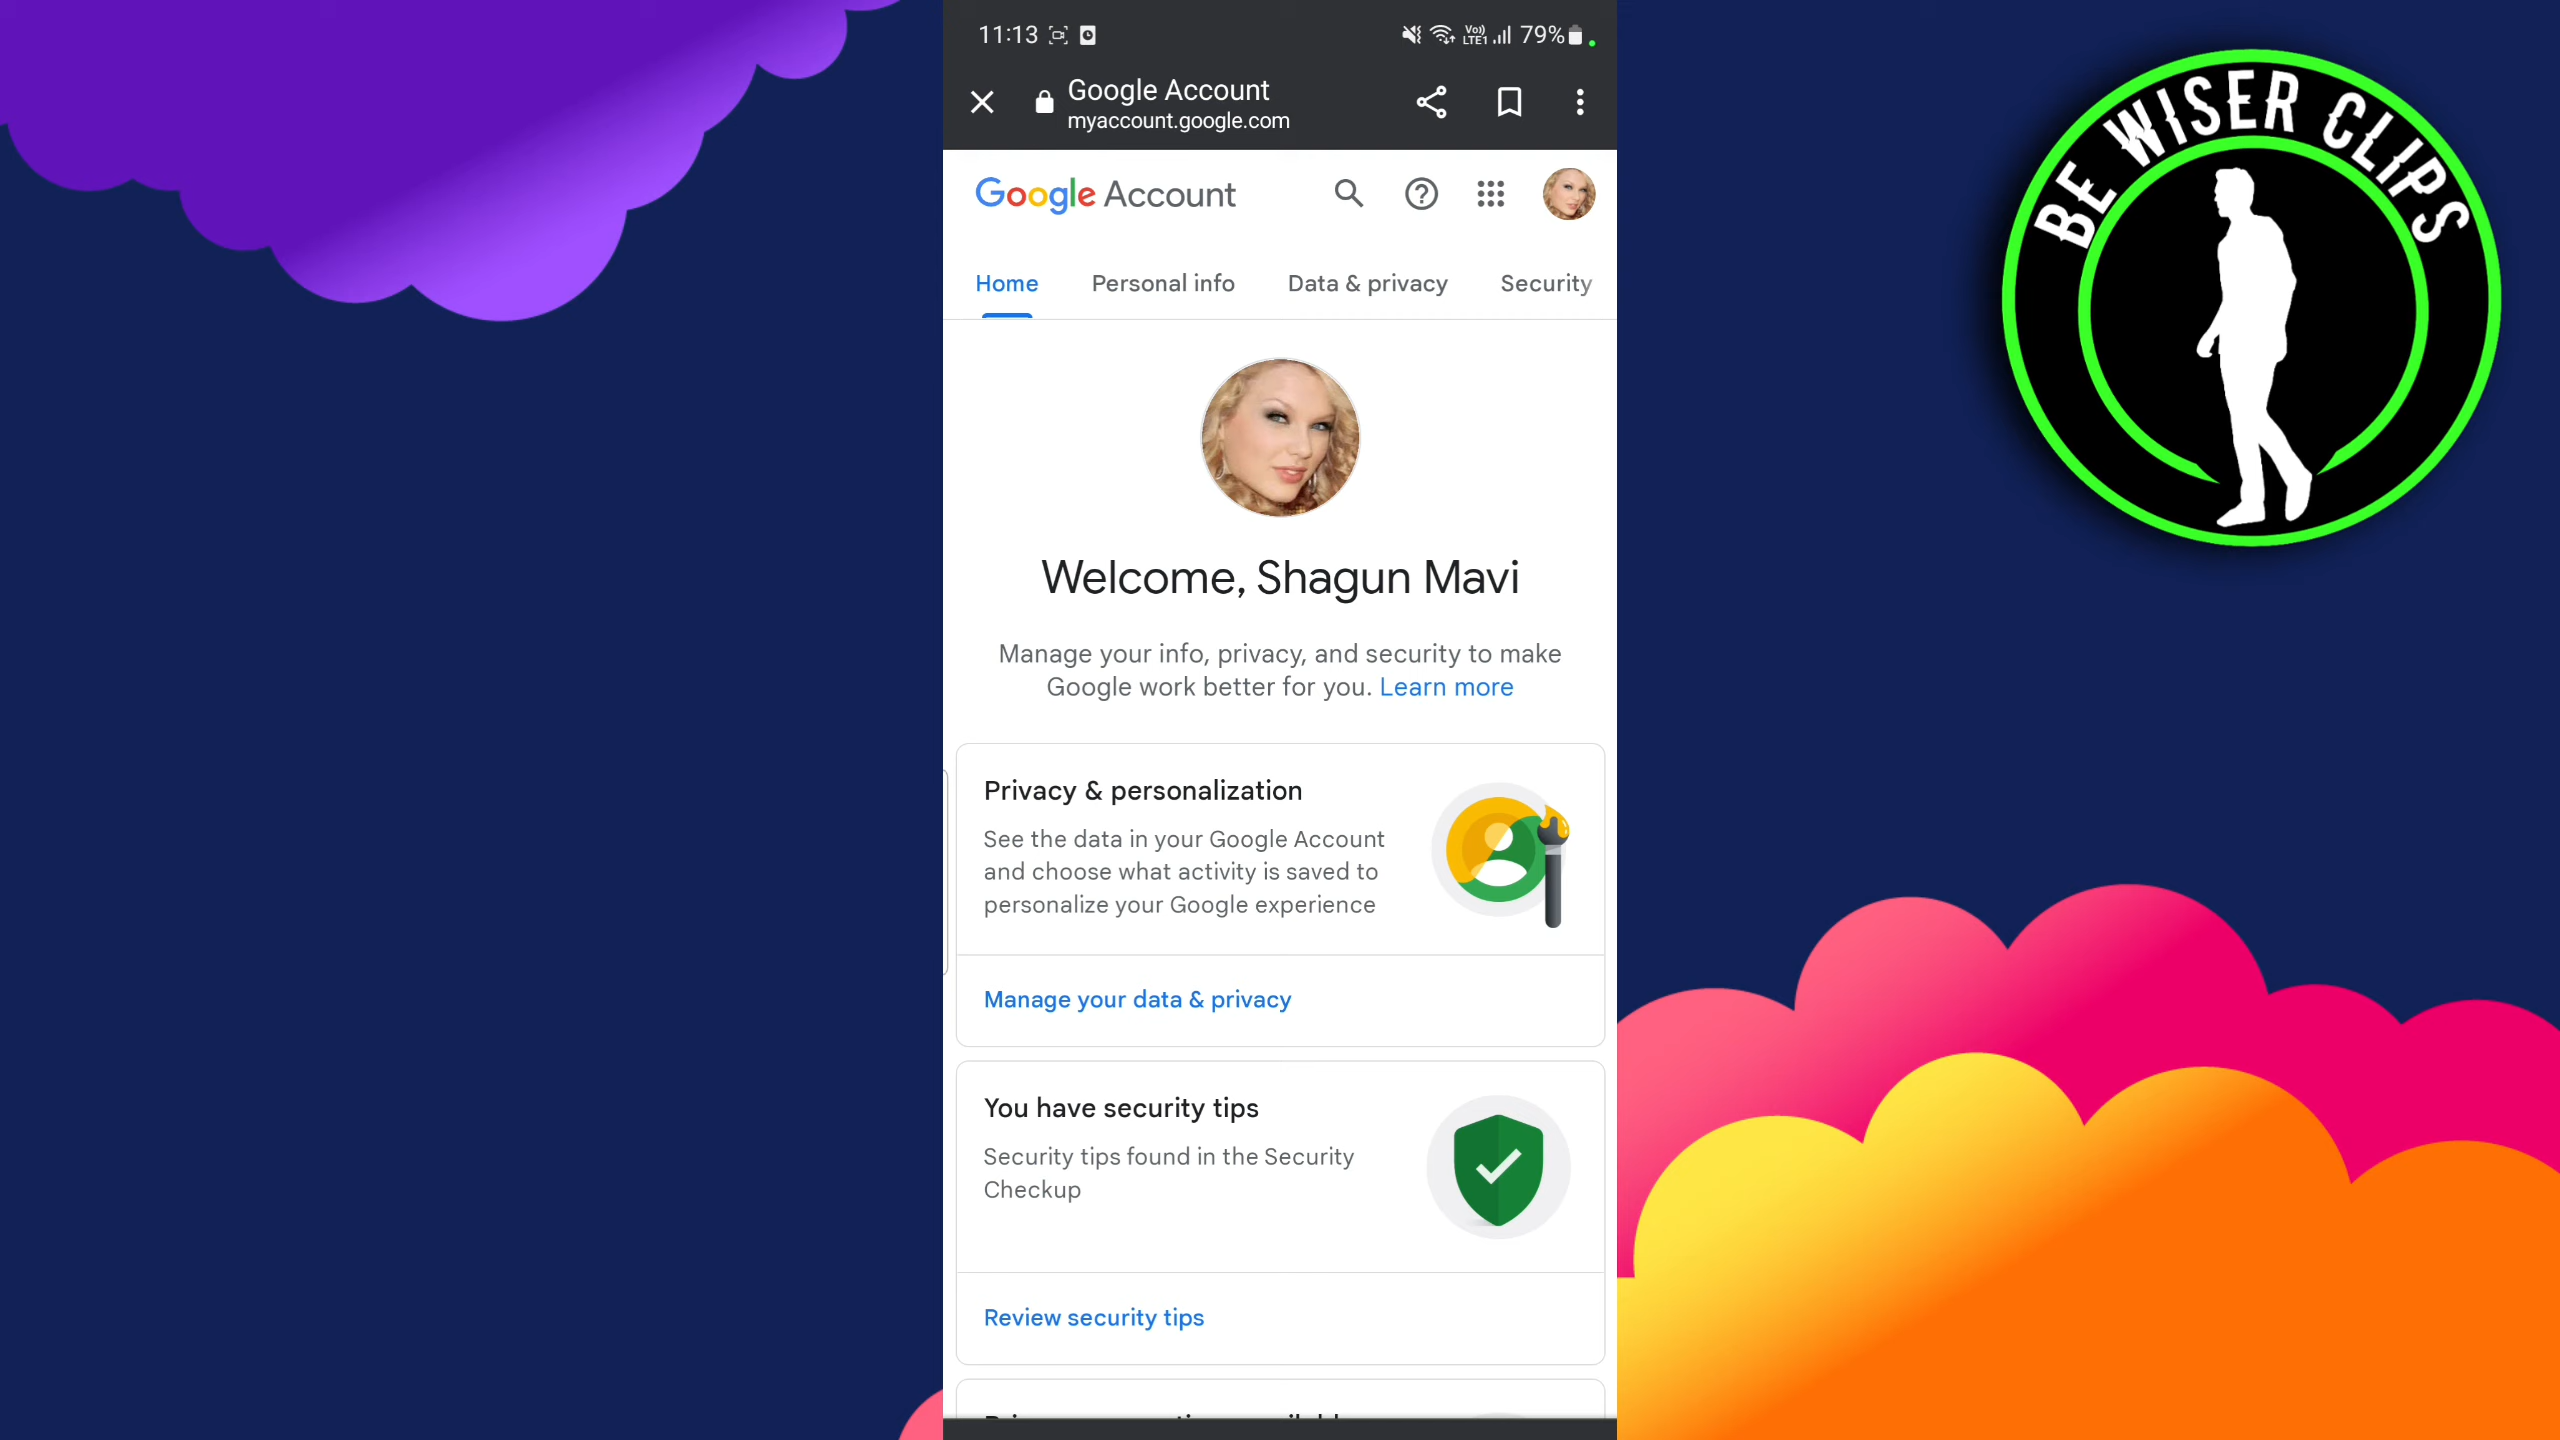 11:13
Vo)) LTE1 79%
Google Account
myaccount.google.com
Google Account
Home Personal info Data & privacy Security
Welcome, Shagun Mavi
Manage your info, privacy, and security to make
Google work better for you. Learn more
Privacy & personalization
See the data in your Google Account
and choose what activity is saved to
personalize your Google experience
Manage your data & privacy
You have security tips
Security tips found in the Security
Checkup
Review security tips
BE WISER CLIPS